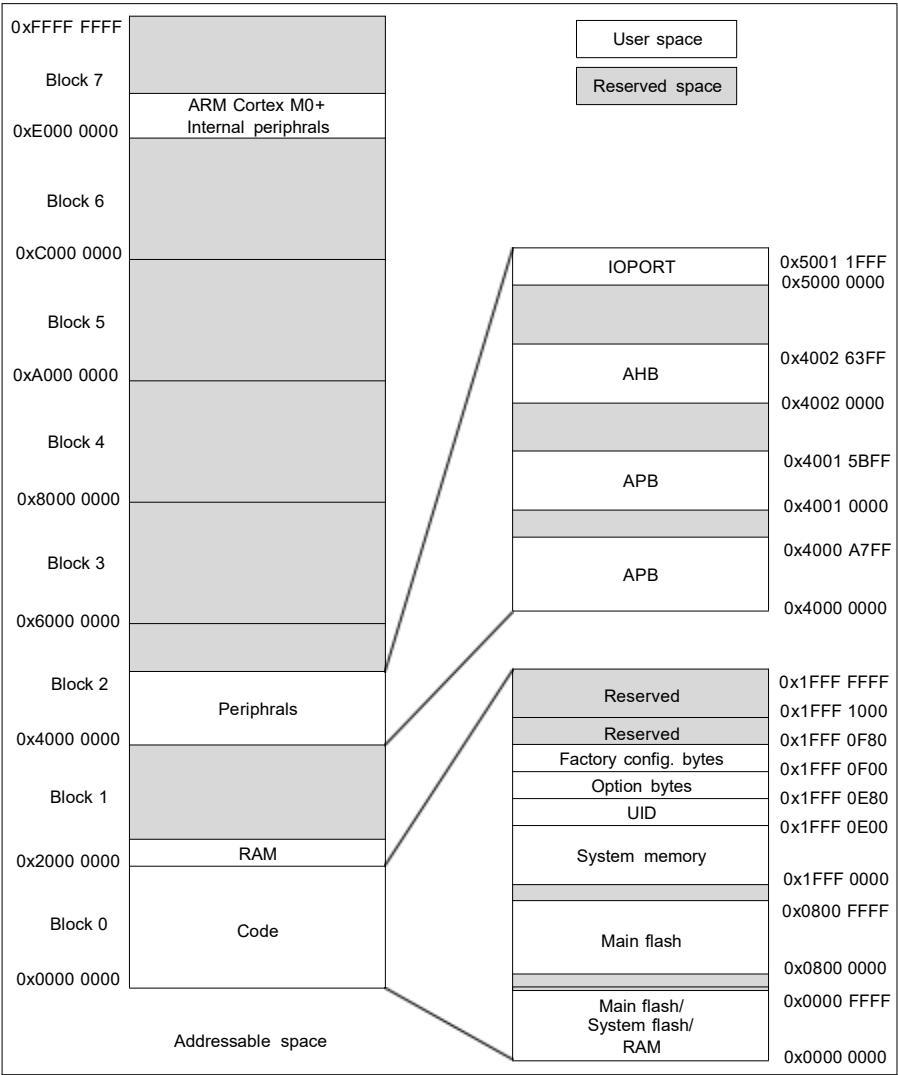 0xFFFF FFFF
Block 7
ARM Cortex M0+
Internal periphrals
0xE000 0000
Block 6
0xC000 0000
Block 5
0xA000 0000
Block 4
0x8000 0000
Block 3
0x6000 0000
Block 2
Periphrals
0x4000 0000
Block 1
RAM
0x2000 0000
Block 0
Code
0x0000 0000
Addressable space
User space
Reserved space
IOPORT
0x5001 1FFF
0x5000 0000
AHB
0x4002 63FF
0x4002 0000
APB
0x4001 5BFF
0x4001 0000
APB
0x4000 A7FF
0x4000 0000
Reserved
0x1FFF FFFF
0x1FFF 1000
Reserved
0x1FFF 0F80
Factory config. bytes
0x1FFF 0F00
Option bytes
0x1FFF 0E80
UID
0x1FFF 0E00
System memory
0x1FFF 0000
0x0800 FFFF
Main flash
0x0800 0000
0x0000 FFFF
Main flash/
System flash/
RAM
0x0000 0000